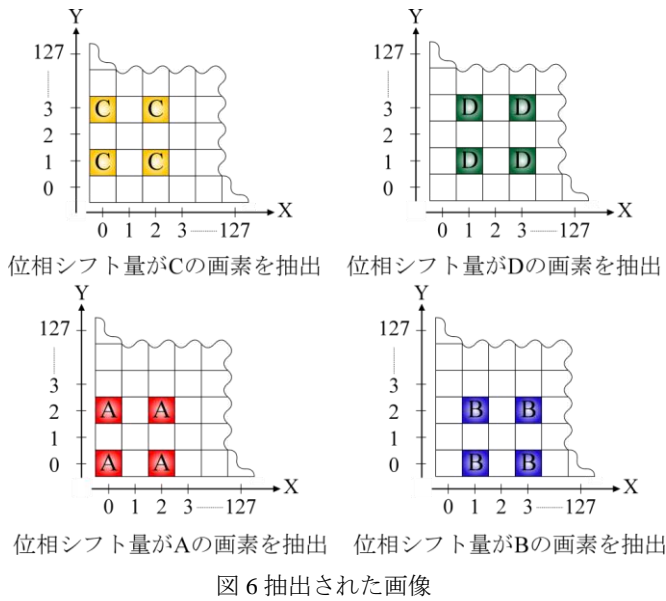 Y
Y
127
127
3
C
C
3
D
D
2
2
1
C
C
1
D
D
0
0
X
X
0 1 2 3 127
0 1 2 3 127
位相シフト量がCの画素を抽出
位相シフト量がDの画素を抽出
Y
Y
127
127
3
3
2
A
A
2
B
B
1
1
0
A
A
0
B
B
X
X
0 1 2 3 127
0 1 2 3 127
位相シフト量がAの画素を抽出
位相シフト量がBの画素を抽出
図 6 抽出された画像